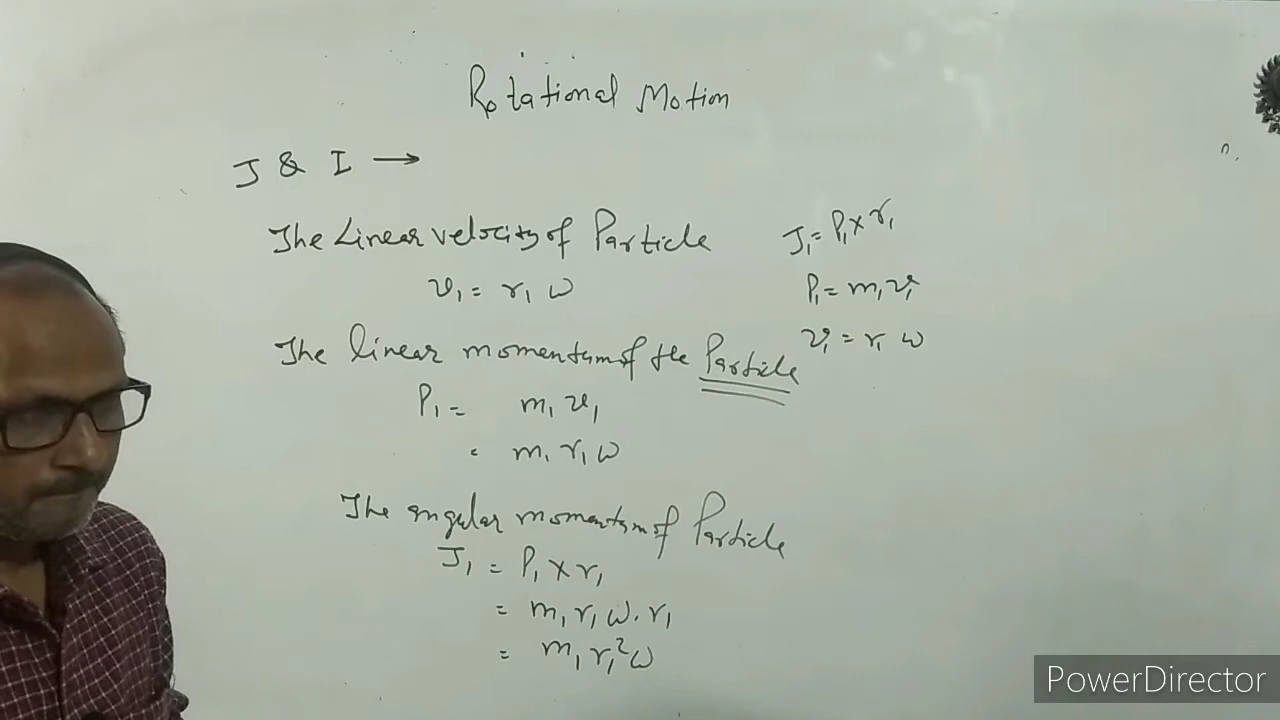 Rotational Motion
J & I →
The Linear velocity of Particle
v₁ = r₁ ω
J₁ = P₁ × r₁
P₁ = m₁ v₁
v₁ = r₁ ω
The linear momentum of the Particle
P₁ = m₁ v₁
= m₁ r₁ ω
The angular momentum of Particle
J₁ = P₁ × r₁
= m₁ r₁ ω . r₁
= m₁ r₁² ω
PowerDirector